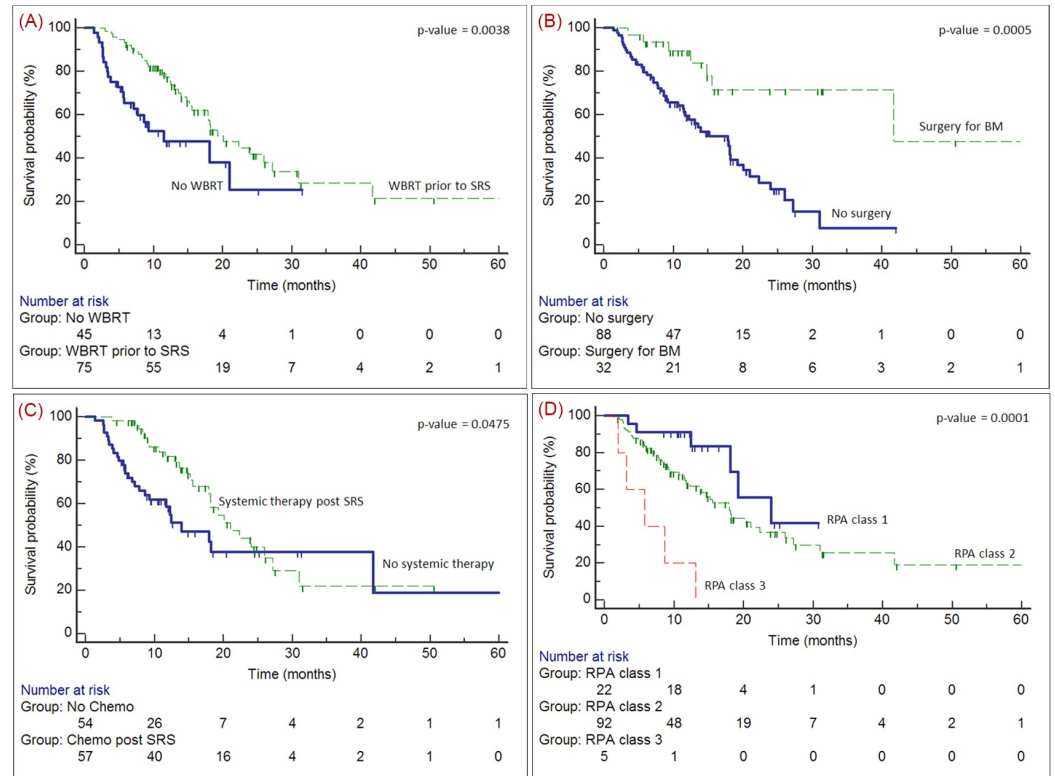 (A)
p-value = 0.0038
Survival probability (%)
100
80
60
40
20
0
No WBRT
WBRT prior to SRS
0 10 20 30 40 50 60
Time (months)
Number at risk
Group: No WBRT
45 13 4 1 0 0 0
Group: WBRT prior to SRS
75 55 19 7 4 2 1
(B)
p-value = 0.0005
Survival probability (%)
100
80
60
40
20
0
Surgery for BM
No surgery
0 10 20 30 40 50 60
Time (months)
Number at risk
Group: No surgery
88 47 15 2 1 0 0
Group: Surgery for BM
32 21 8 6 3 2 1
(C)
p-value = 0.0475
Survival probability (%)
100
80
60
40
20
0
Systemic therapy post SRS
No systemic therapy
0 10 20 30 40 50 60
Time (months)
Number at risk
Group: No Chemo
54 26 7 4 2 1 1
Group: Chemo post SRS
57 40 16 4 2 1 0
(D)
p-value = 0.0001
Survival probability (%)
100
90
80
70
60
50
40
30
20
10
0
RPA class 1
RPA class 2
RPA class 3
0 10 20 30 40 50 60
Time (months)
Number at risk
Group: RPA class 1
22 18 4 1 0 0 0
Group: RPA class 2
92 48 19 7 4 2 1
Group: RPA class 3
5 1 0 0 0 0 0